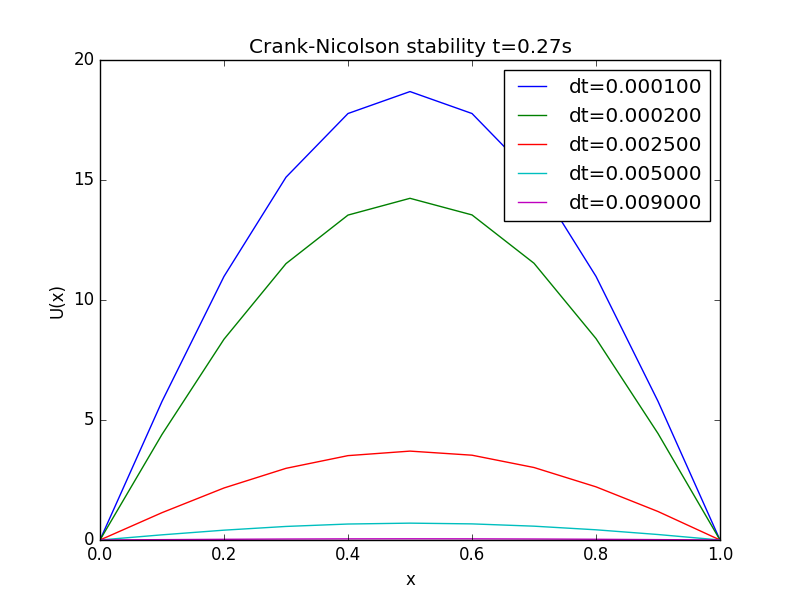 Crank-Nicolson stability t=0.27s
20
dt=0.000100
dt=0.000200
dt=0.002500
dt=0.005000
dt=0.009000
15
10
5
0
U(x)
0.0 0.2 0.4 0.6 0.8 1.0
x